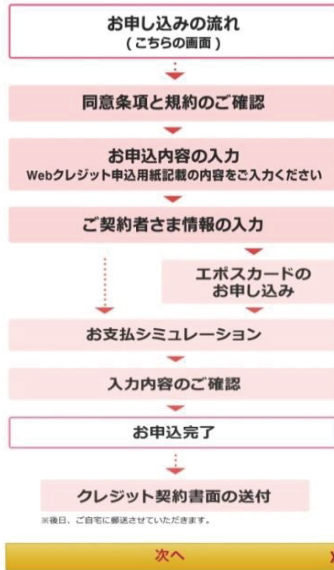 お申し込みの流れ
(こちらの画面)
同意条項と規約のご確認
お申込内容の入力
Webクレジット申込用紙記載の内容をご入力ください
ご契約者さま情報の入力
エポスカードの
お申し込み
お支払シミュレーション
入力内容のご確認
お申込完了
クレジット契約書面の送付
※後日、ご自宅に郵送させていただきます。
次へ